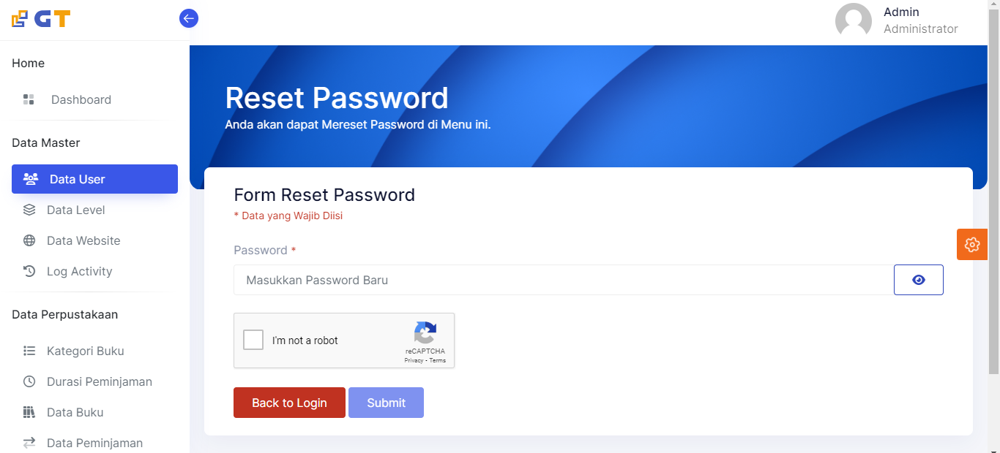 GT
Admin
Administrator
Home
Dashboard
Data Master
Data User
Data Level
Data Website
Log Activity
Data Perpustakaan
Kategori Buku
Durasi Peminjaman
Data Buku
Data Peminjaman
Reset Password
Anda akan dapat Mereset Password di Menu ini.
Form Reset Password
* Data yang Wajib Diisi
Password *
Masukkan Password Baru
I'm not a robot
reCAPTCHA
Privacy - Terms
Back to Login
Submit